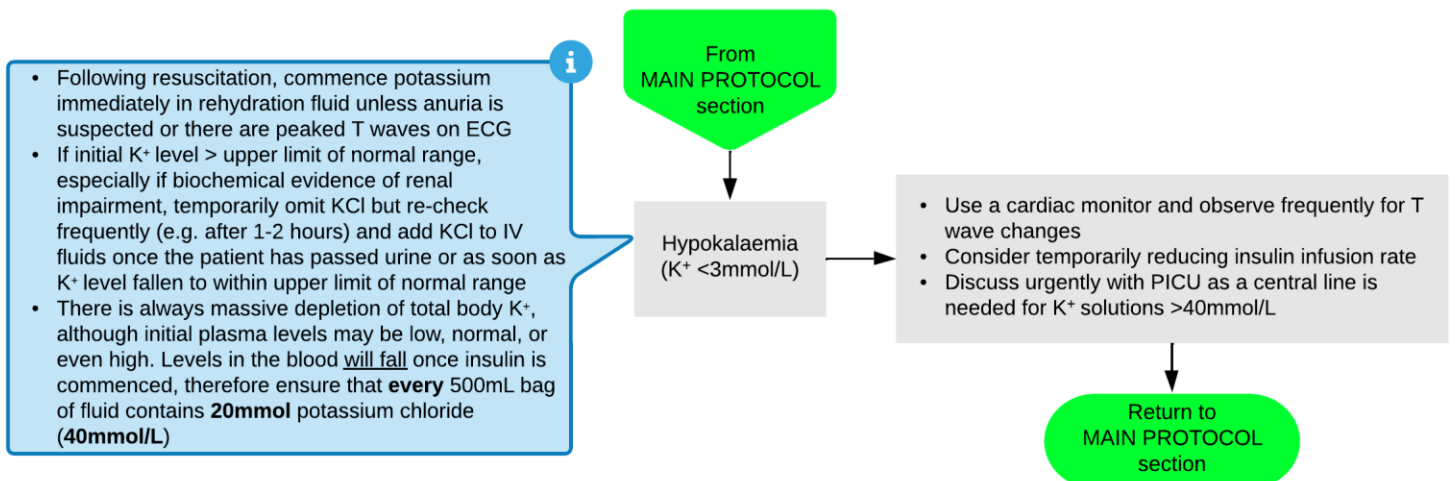 From
MAIN PROTOCOL
section
• Following resuscitation, commence potassium
immediately in rehydration fluid unless anuria is
suspected or there are peaked T waves on ECG
• If initial K⁺ level > upper limit of normal range,
especially if biochemical evidence of renal
impairment, temporarily omit KCl but re-check
frequently (e.g. after 1-2 hours) and add KCl to IV
fluids once the patient has passed urine or as soon as
K⁺ level fallen to within upper limit of normal range
• There is always massive depletion of total body K⁺,
although initial plasma levels may be low, normal, or
even high. Levels in the blood will fall once insulin is
commenced, therefore ensure that every 500mL bag
of fluid contains 20mmol potassium chloride
(40mmol/L)
i
Hypokalaemia
(K⁺ <3mmol/L)
• Use a cardiac monitor and observe frequently for T
wave changes
• Consider temporarily reducing insulin infusion rate
• Discuss urgently with PICU as a central line is
needed for K⁺ solutions >40mmol/L
Return to
MAIN PROTOCOL
section